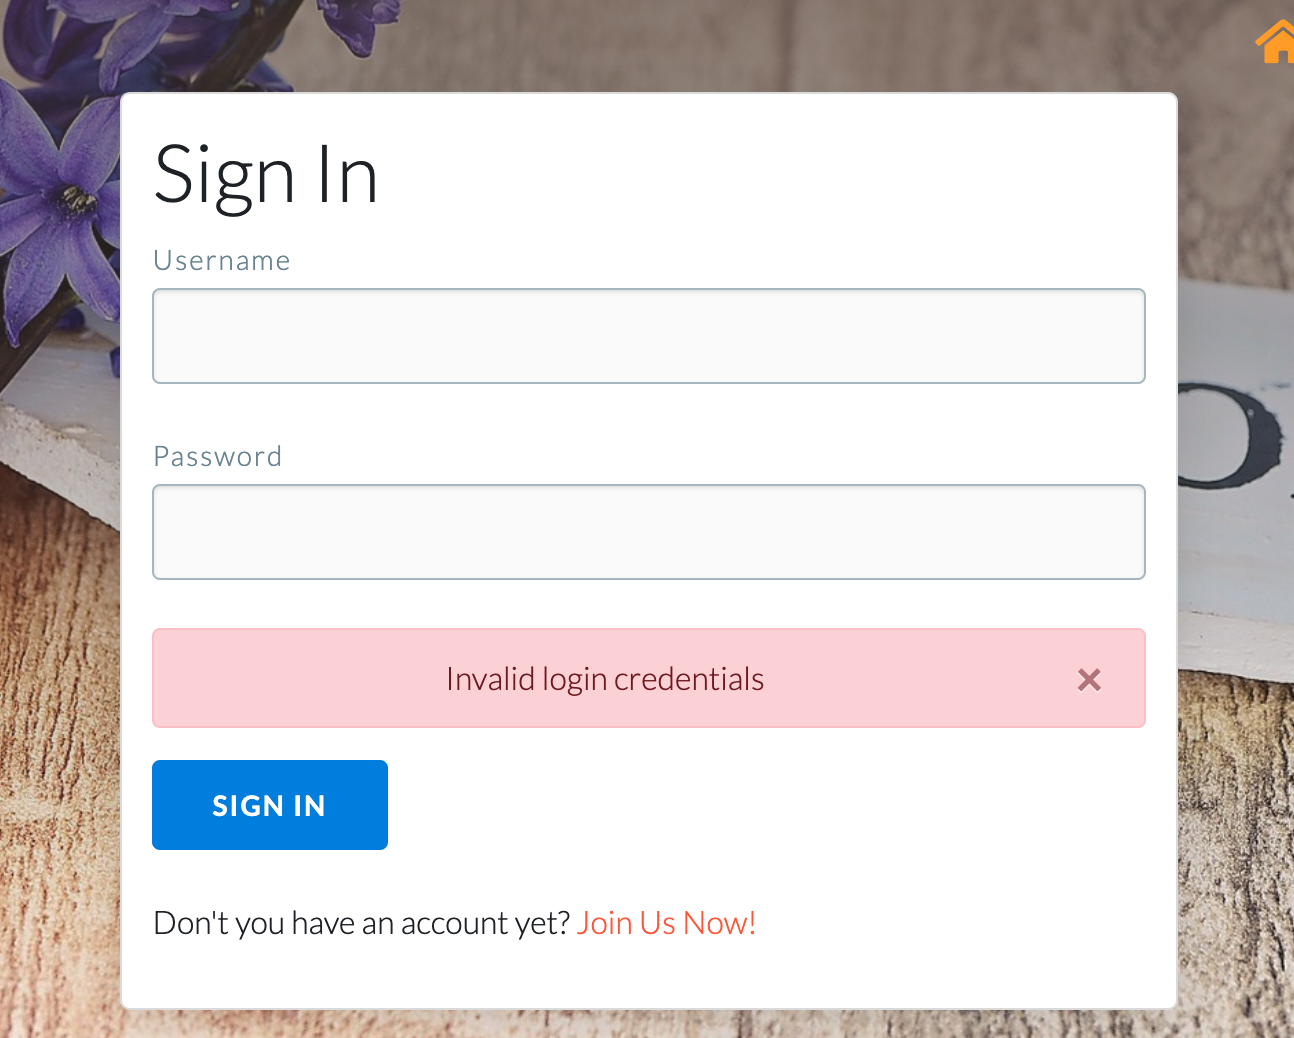 Sign In
Username
Password
Invalid login credentials ×
SIGN IN
Don't you have an account yet? Join Us Now!